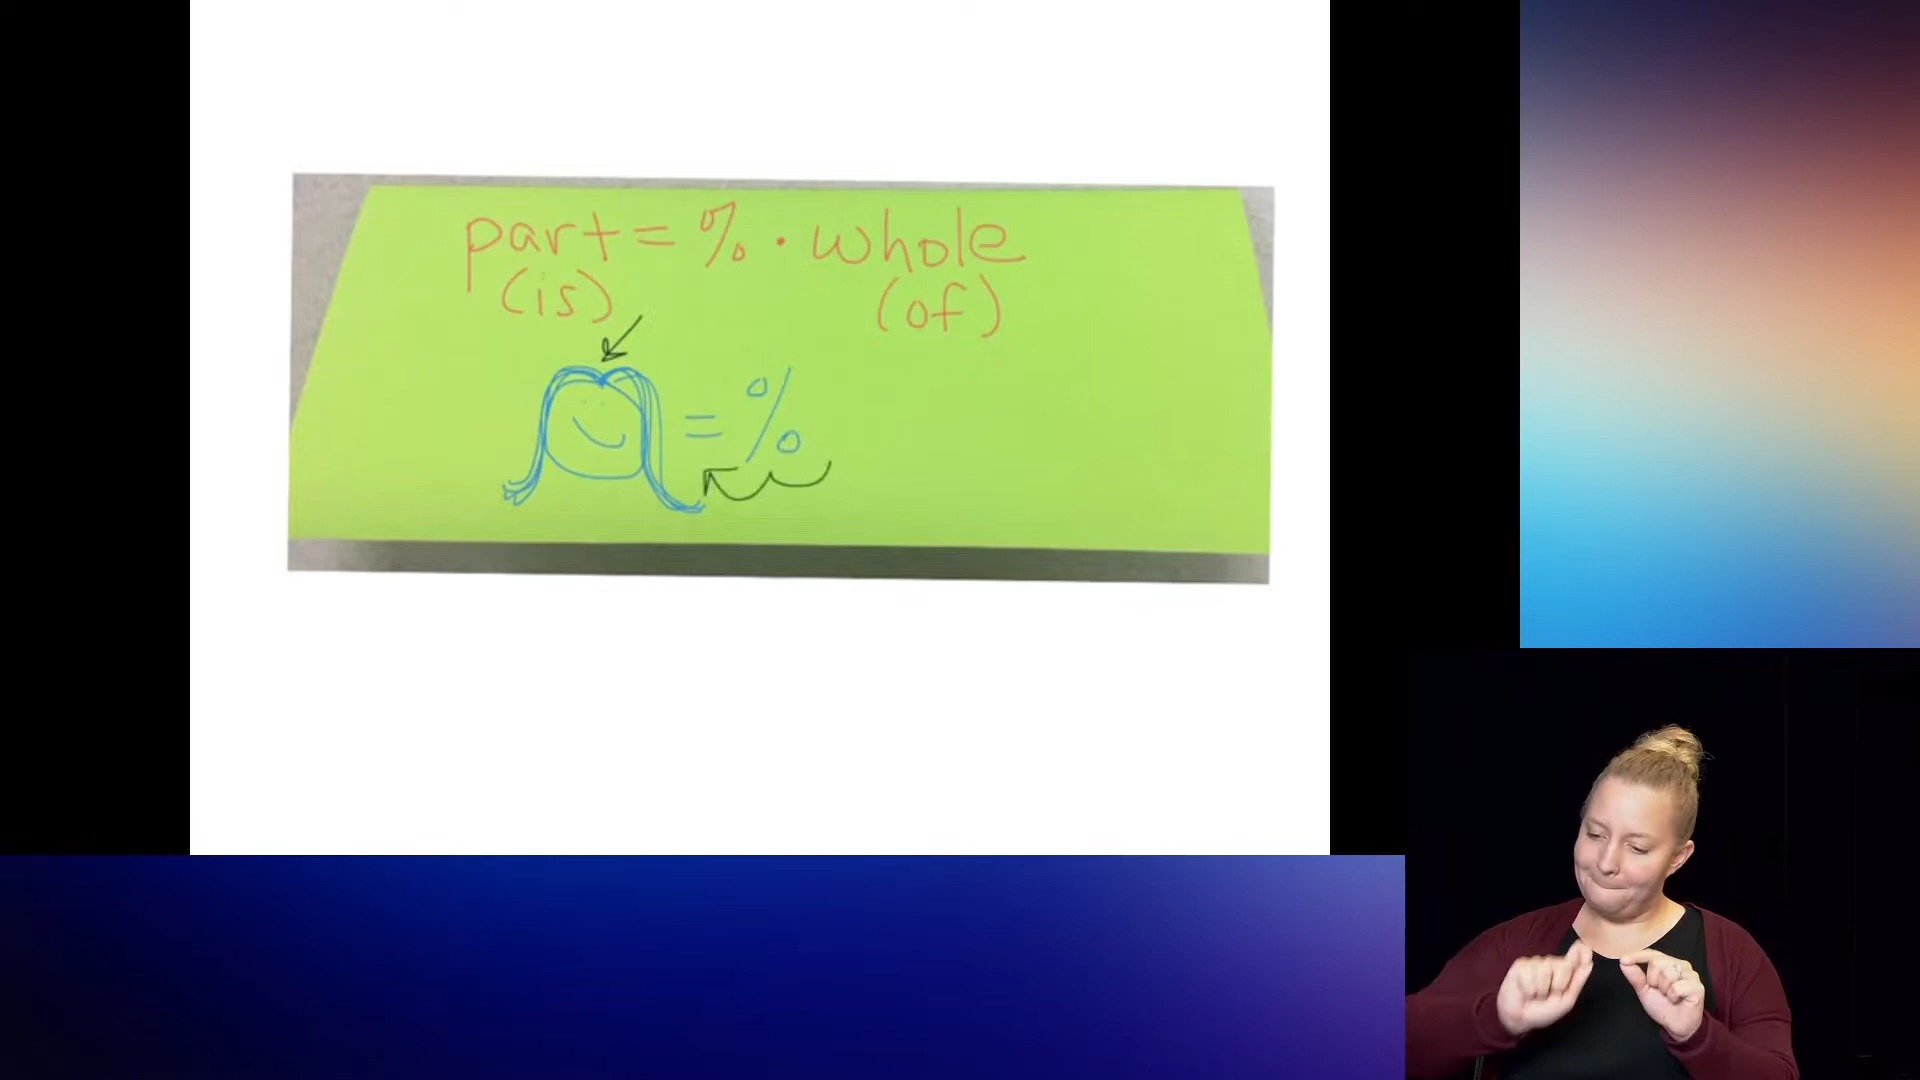 part = % · whole
(is) (of)
= %